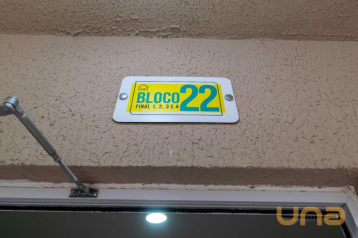 BLOCO 22
FINAL 1, 2, 3 E 4
una